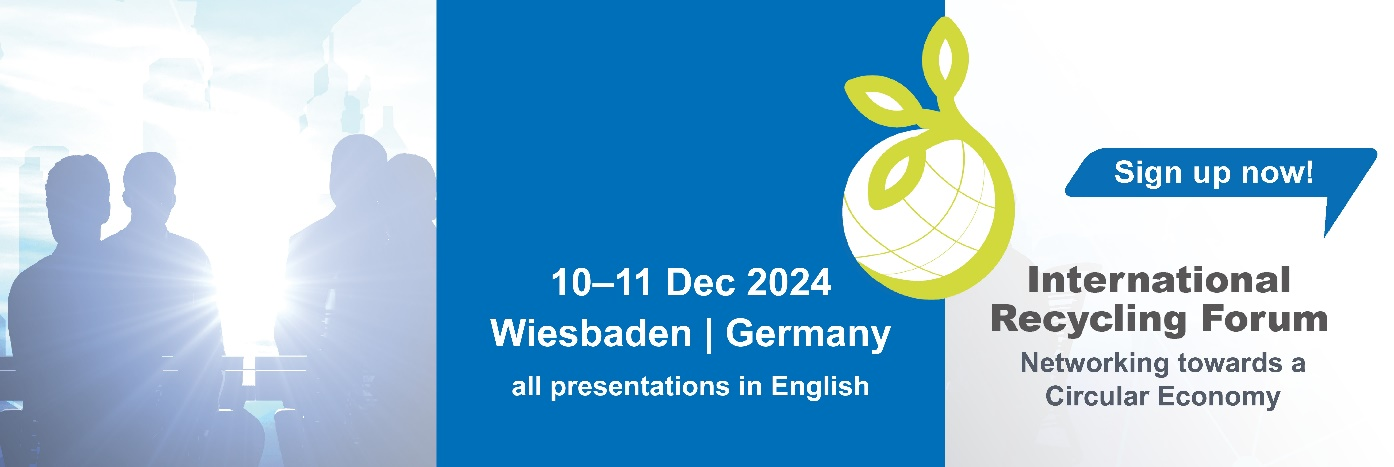 10–11 Dec 2024
Wiesbaden | Germany
all presentations in English
Sign up now!
International
Recycling Forum
Networking towards a
Circular Economy